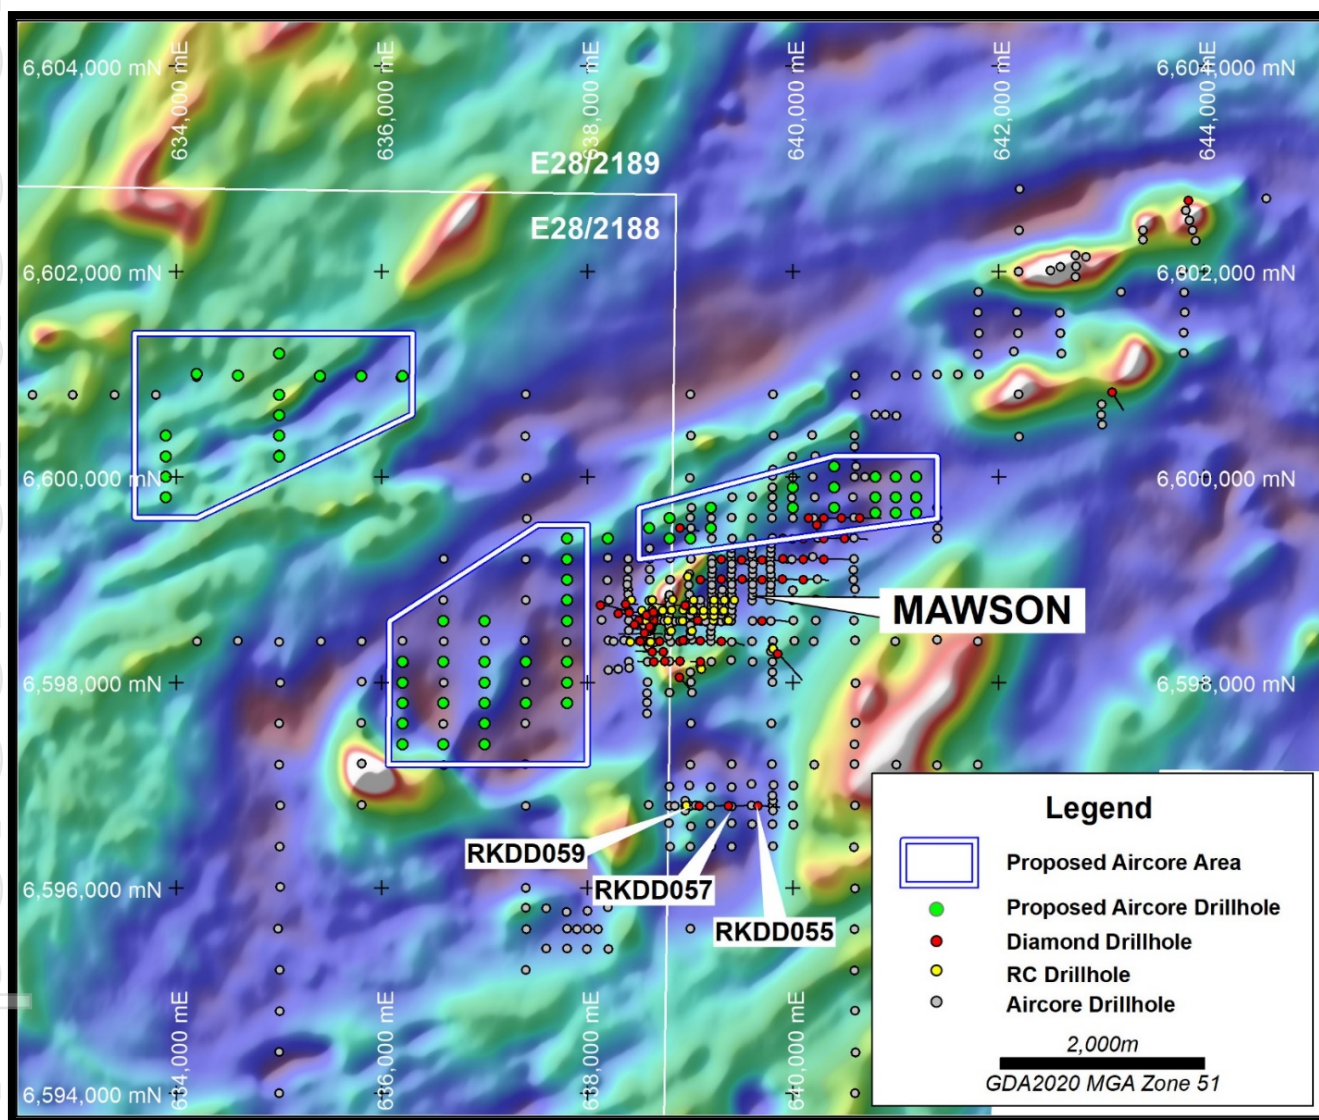 634,000 mE
636,000 mE
638,000 mE
640,000 mE
642,000 mE
644,000 mE
6,604,000 mN
6,604,000 mN
E28/2189
E28/2188
6,602,000 mN
6,602,000 mN
6,600,000 mN
6,600,000 mN
MAWSON
6,598,000 mN
6,598,000 mN
RKDD059
RKDD057
RKDD055
6,596,000 mN
6,594,000 mN
634,000 mE
636,000 mE
638,000 mE
640,000 mE
Legend
Proposed Aircore Area
Proposed Aircore Drillhole
Diamond Drillhole
RC Drillhole
Aircore Drillhole
2,000m
GDA2020 MGA Zone 51